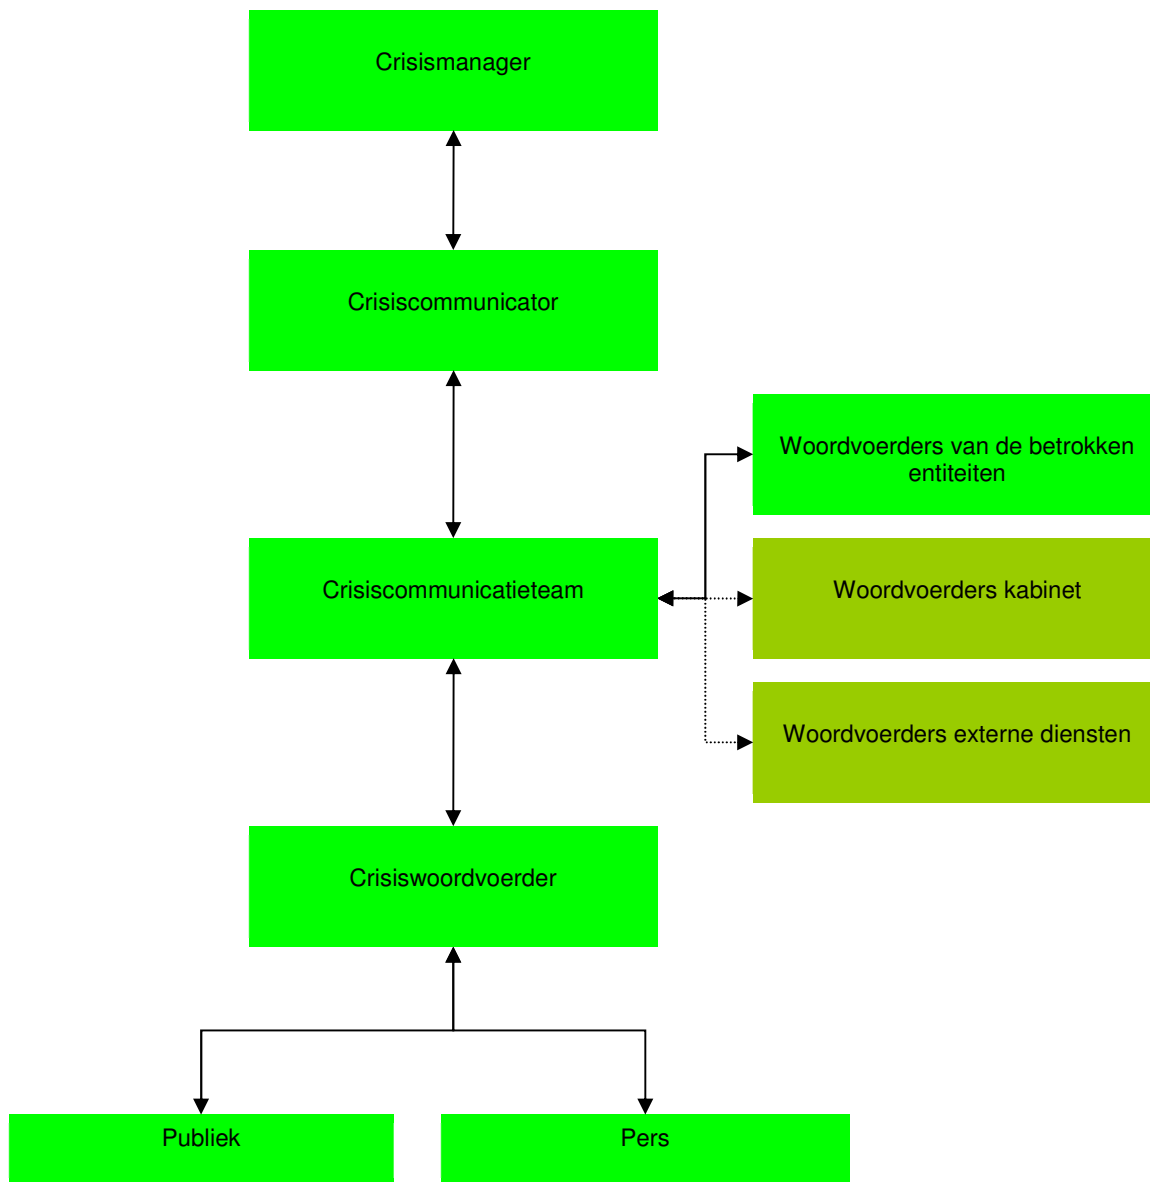 Crisismanager
Crisiscommunicator
Woordvoerders van de betrokken
entiteiten
Crisiscommunicatieteam
Woordvoerders kabinet
Woordvoerders externe diensten
Crisiswoordvoerder
Publiek
Pers